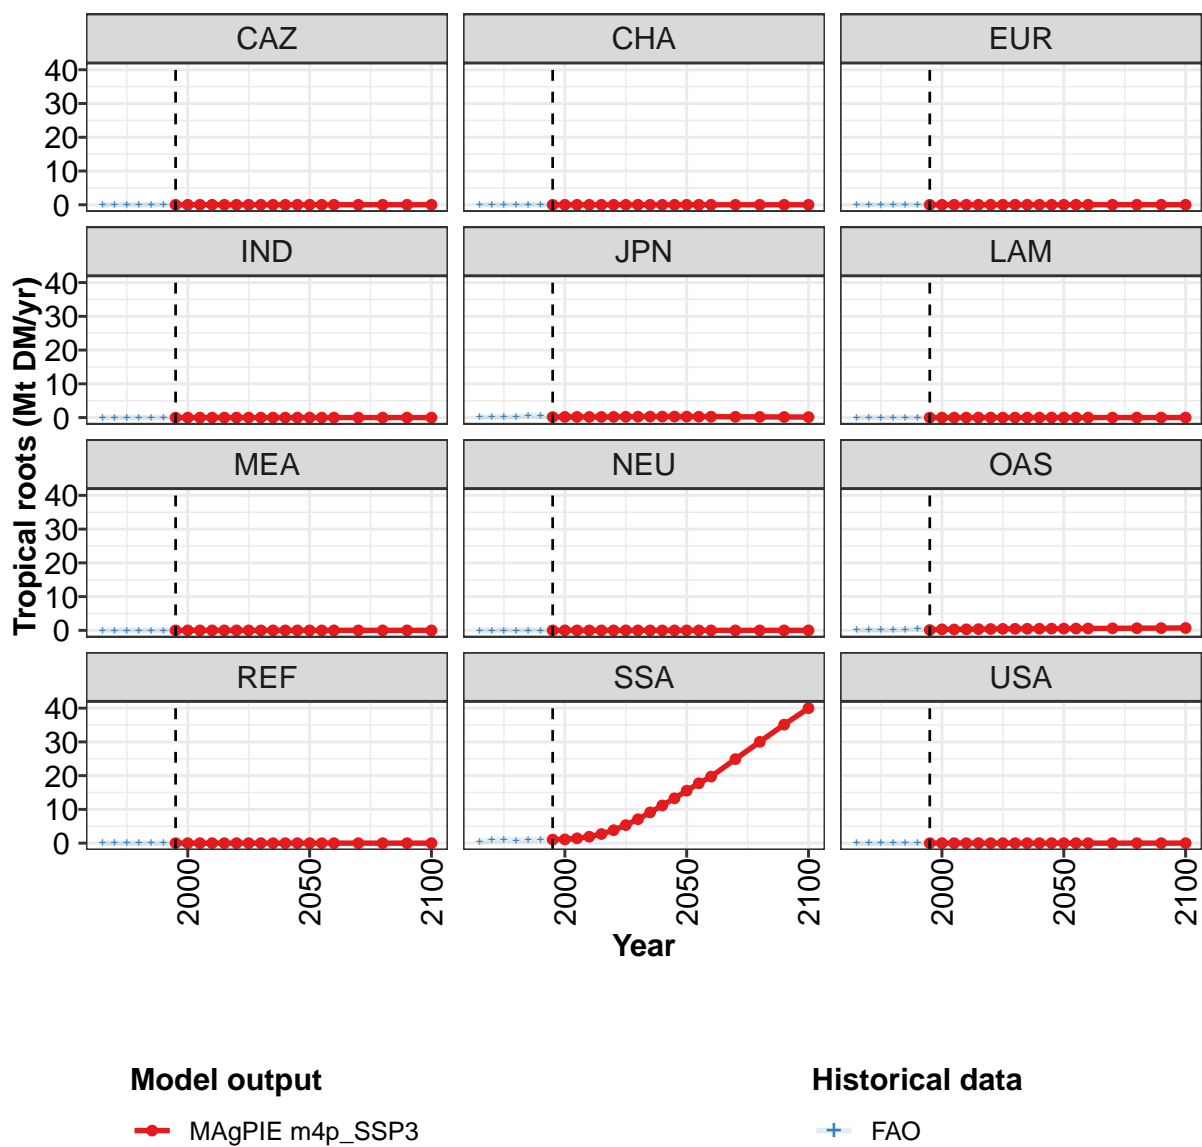 CAZ CHA EUR
40
30
20
10
0
IND JPN LAM
40
30
20
10
0
MEA NEU OAS
40
30
20
10
0
REF SSA USA
40
30
20
10
0
Tropical roots (Mt DM/yr)
2000 2050 2100 2000 2050 2100 2000 2050 2100
Year
Model output Historical data
MAgPIE m4p_SSP3 FAO